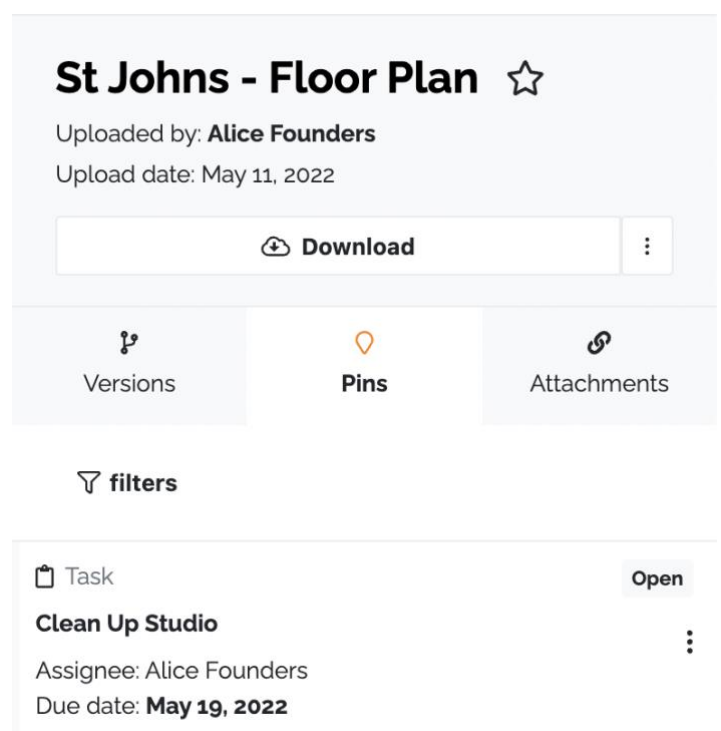 St Johns - Floor Plan
Uploaded by: Alice Founders
Upload date: May 11, 2022
Download
Versions
Pins
Attachments
filters
Task
Open
Clean Up Studio
Assignee: Alice Founders
Due date: May 19, 2022